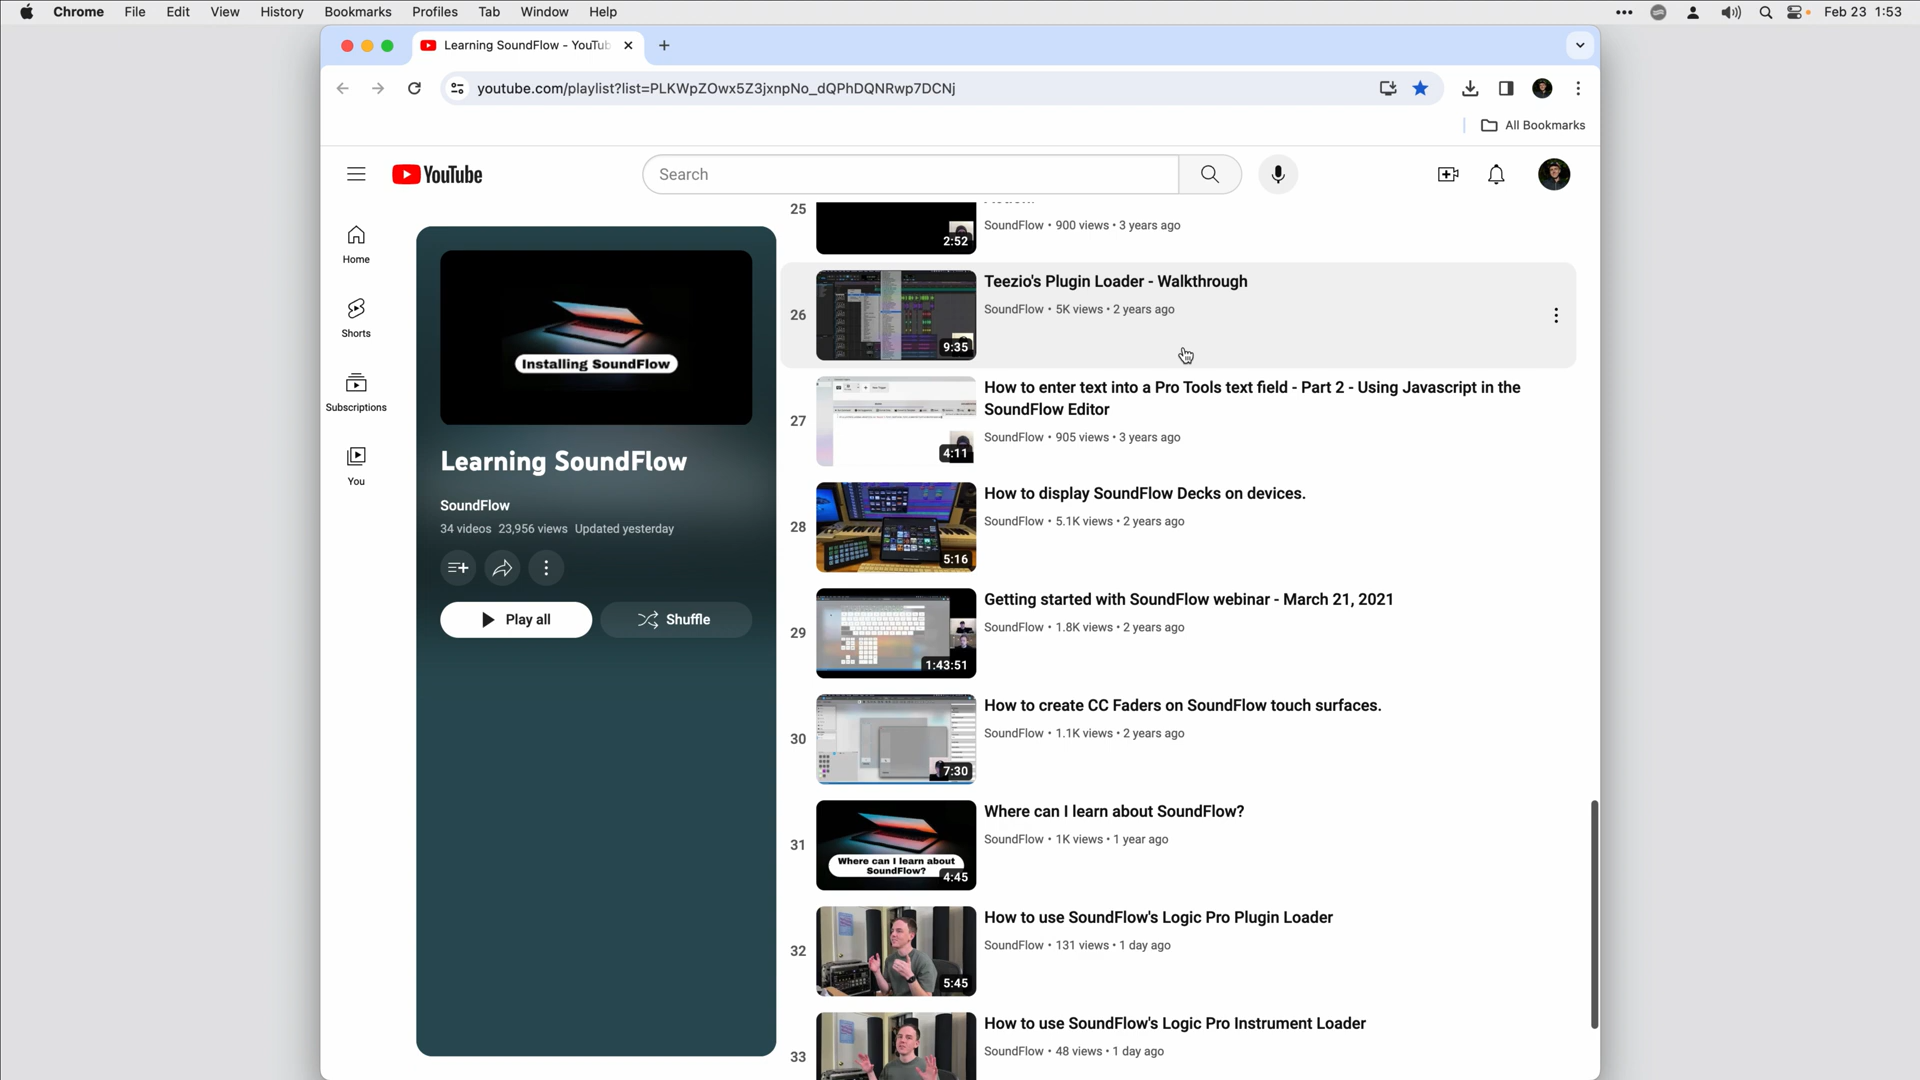 Chrome File Edit View History Bookmarks Profiles Tab Window Help
Feb 23 1:53
Learning SoundFlow - YouTub
youtube.com/playlist?list=PLKWpZOwx5Z3jxnpNo_dQPhDQNRwp7DCNj
All Bookmarks
YouTube
Search
Home
Shorts
Subscriptions
You
Installing SoundFlow
Learning SoundFlow
SoundFlow
34 videos 23,956 views Updated yesterday
Play all
Shuffle
25
2:52
SoundFlow • 900 views • 3 years ago
26
9:35
Teezio's Plugin Loader - Walkthrough
SoundFlow • 5K views • 2 years ago
27
4:11
How to enter text into a Pro Tools text field - Part 2 - Using Javascript in the
SoundFlow Editor
SoundFlow • 905 views • 3 years ago
28
5:16
How to display SoundFlow Decks on devices.
SoundFlow • 5.1K views • 2 years ago
29
1:43:51
Getting started with SoundFlow webinar - March 21, 2021
SoundFlow • 1.8K views • 2 years ago
30
7:30
How to create CC Faders on SoundFlow touch surfaces.
SoundFlow • 1.1K views • 2 years ago
31
Where can I learn about
SoundFlow?
4:45
Where can I learn about SoundFlow?
SoundFlow • 1K views • 1 year ago
32
5:45
How to use SoundFlow's Logic Pro Plugin Loader
SoundFlow • 131 views • 1 day ago
33
How to use SoundFlow's Logic Pro Instrument Loader
SoundFlow • 48 views • 1 day ago